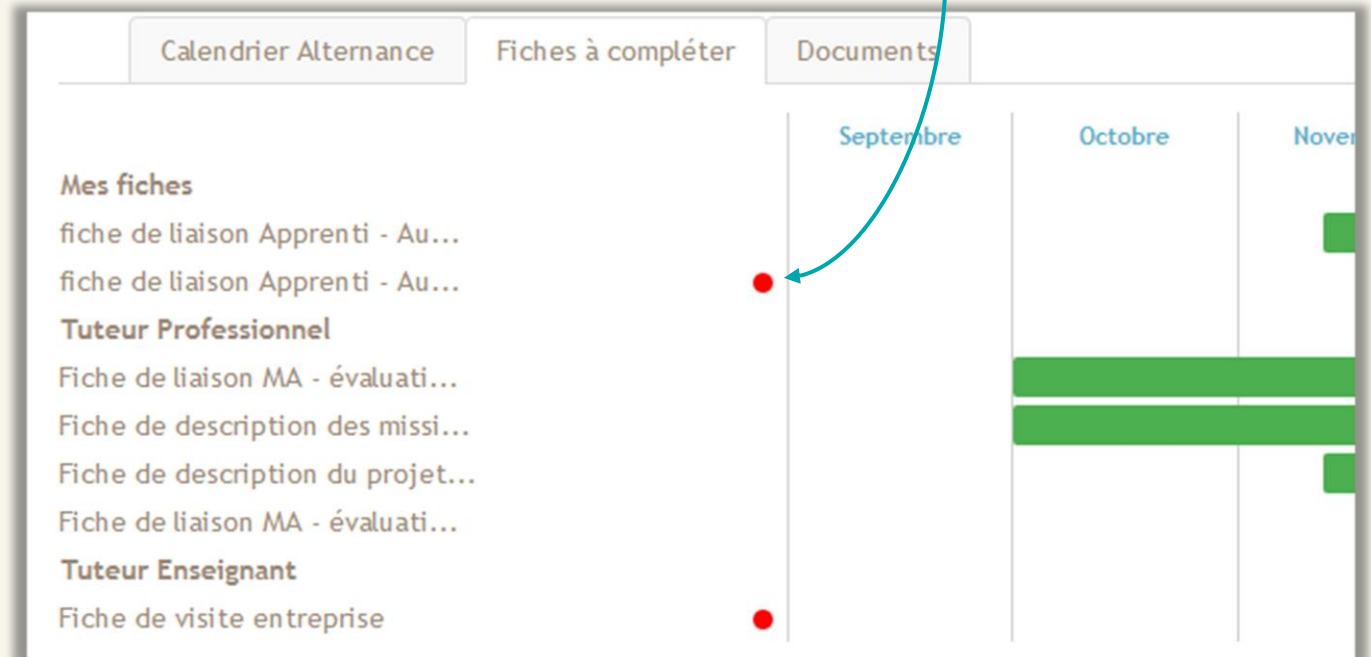 Calendrier Alternance Fiches à compléter Documents
Septembre Octobre Nover
Mes fiches
fiche de liaison Apprenti - Au...
fiche de liaison Apprenti - Au...
Tuteur Professionnel
Fiche de liaison MA - évaluati...
Fiche de description des missi...
Fiche de description du projet...
Fiche de liaison MA - évaluati...
Tuteur Enseignant
Fiche de visite entreprise